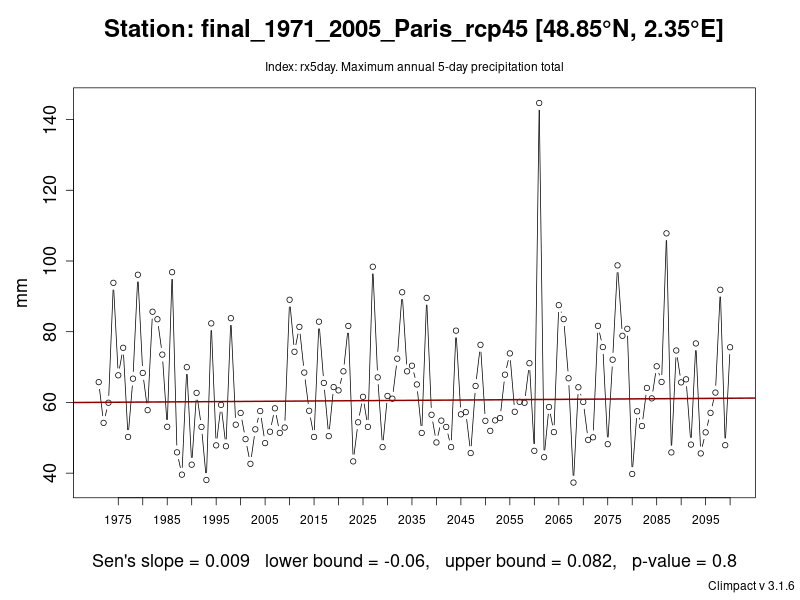 Station: final_1971_2005_Paris_rcp45 [48.85°N, 2.35°E]
Index: rx5day. Maximum annual 5-day precipitation total
140
120
100
80
60
40
mm
1975 1985 1995 2005 2015 2025 2035 2045 2055 2065 2075 2085 2095
Sen's slope = 0.009 lower bound = -0.06, upper bound = 0.082, p-value = 0.8
Climpact v 3.1.6